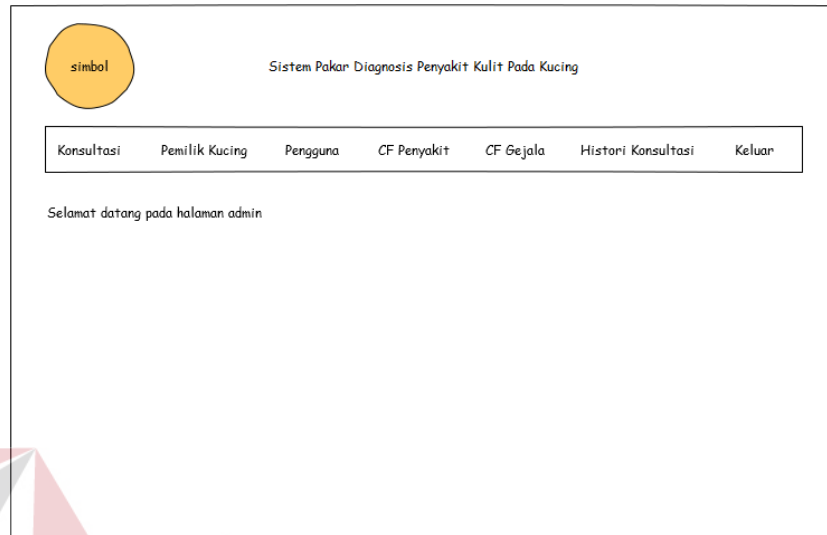 simbol
Sistem Pakar Diagnosis Penyakit Kulit Pada Kucing
Konsultasi Pemilik Kucing Pengguna CF Penyakit CF Gejala Histori Konsultasi Keluar
Selamat datang pada halaman admin